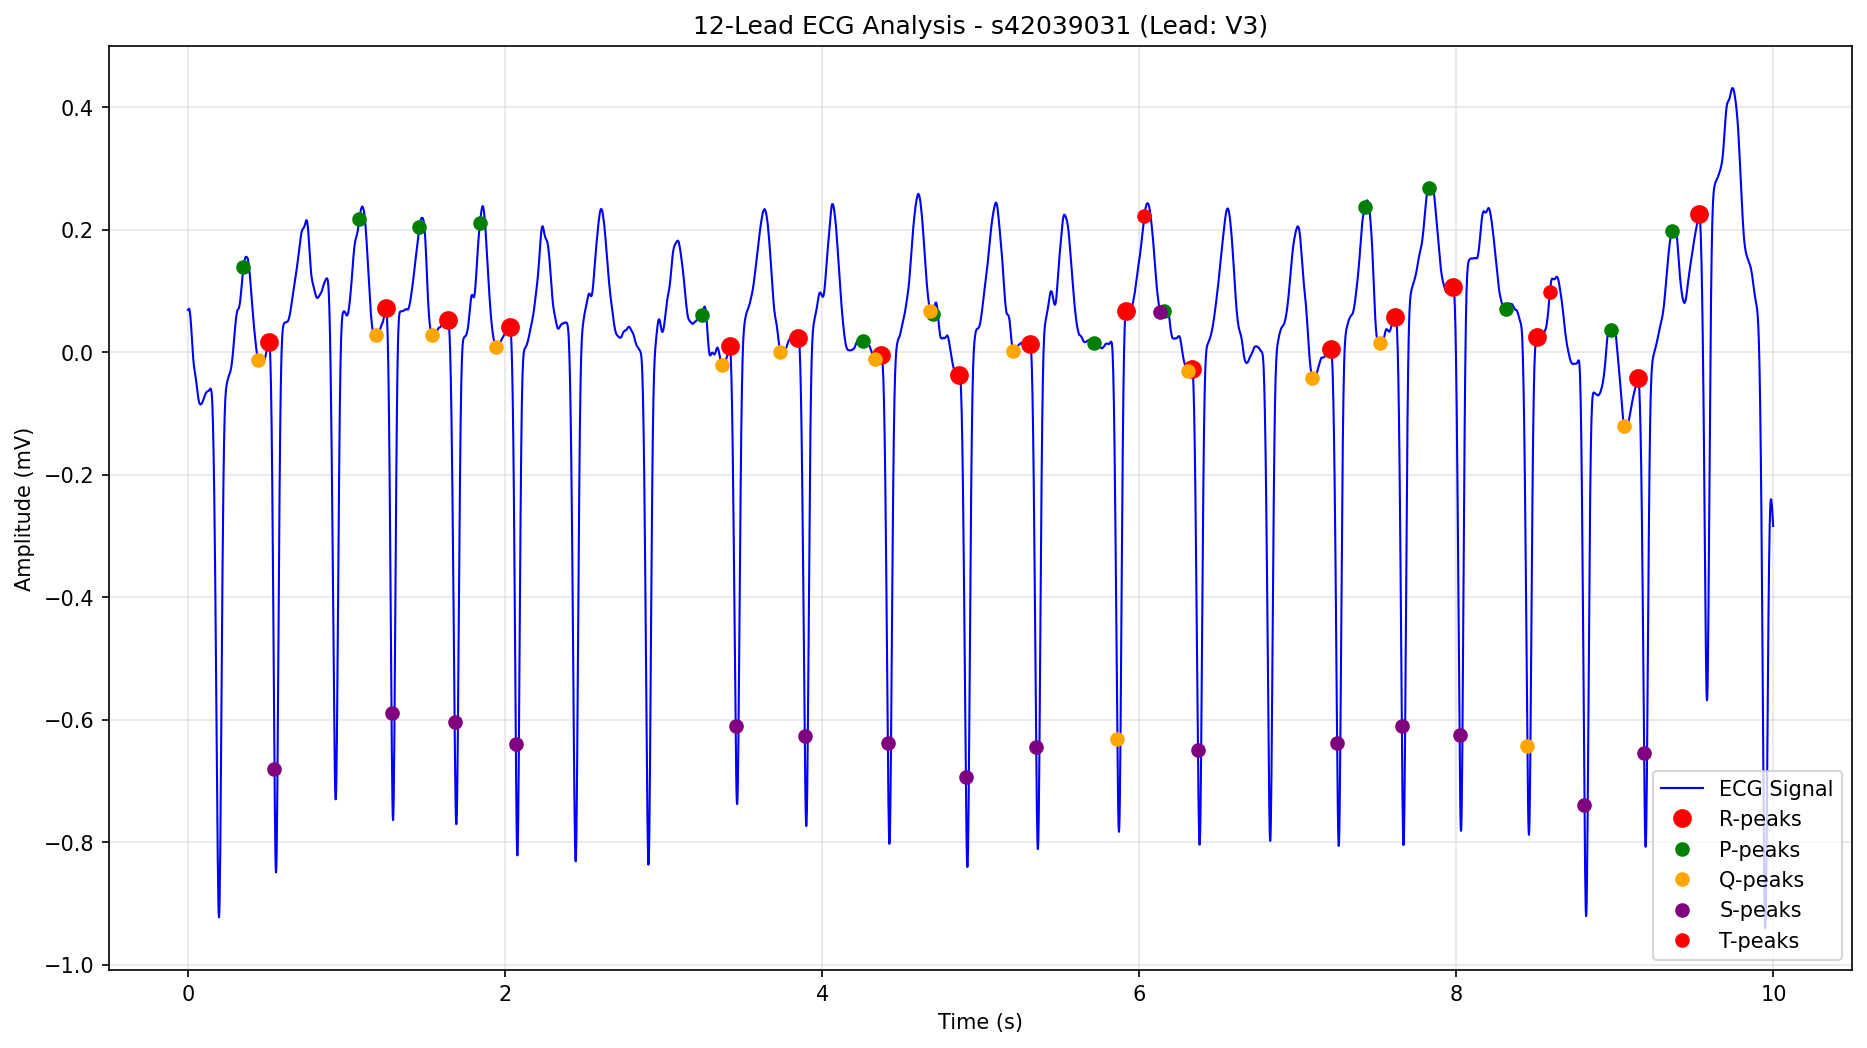 12-Lead ECG Analysis - s42039031 (Lead: V3)
Amplitude (mV)
0.4
0.2
0.0
−0.2
−0.4
−0.6
−0.8
−1.0
0 2 4 6 8 10
Time (s)
ECG Signal
R-peaks
P-peaks
Q-peaks
S-peaks
T-peaks